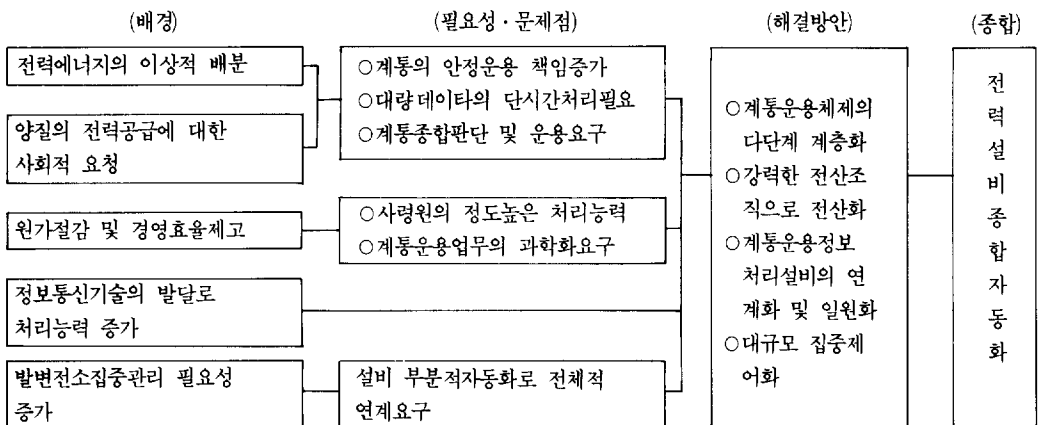 (배경)
(필요성·문제점)
(해결방안)
(종합)
전력에너지의 이상적 배분
양질의 전력공급에 대한
사회적 요청
원가절감 및 경영효율제고
정보통신기술의 발달로
처리능력 증가
발변전소집중관리 필요성
증가
○계통의 안정운용 책임증가
○대량데이타의 단시간처리필요
○계통종합판단 및 운용요구
○사령원의 정도높은 처리능력
○계통운용업무의 과학화요구
설비 부분적자동화로 전체적
연계요구
○계통운용체제의
다단계 계층화
○강력한 전산조
직으로 전산화
○계통운용정보
처리설비의 연
계화 및 일원화
○대규모 집중제
어화
전
력
설
비
종
합
자
동
화